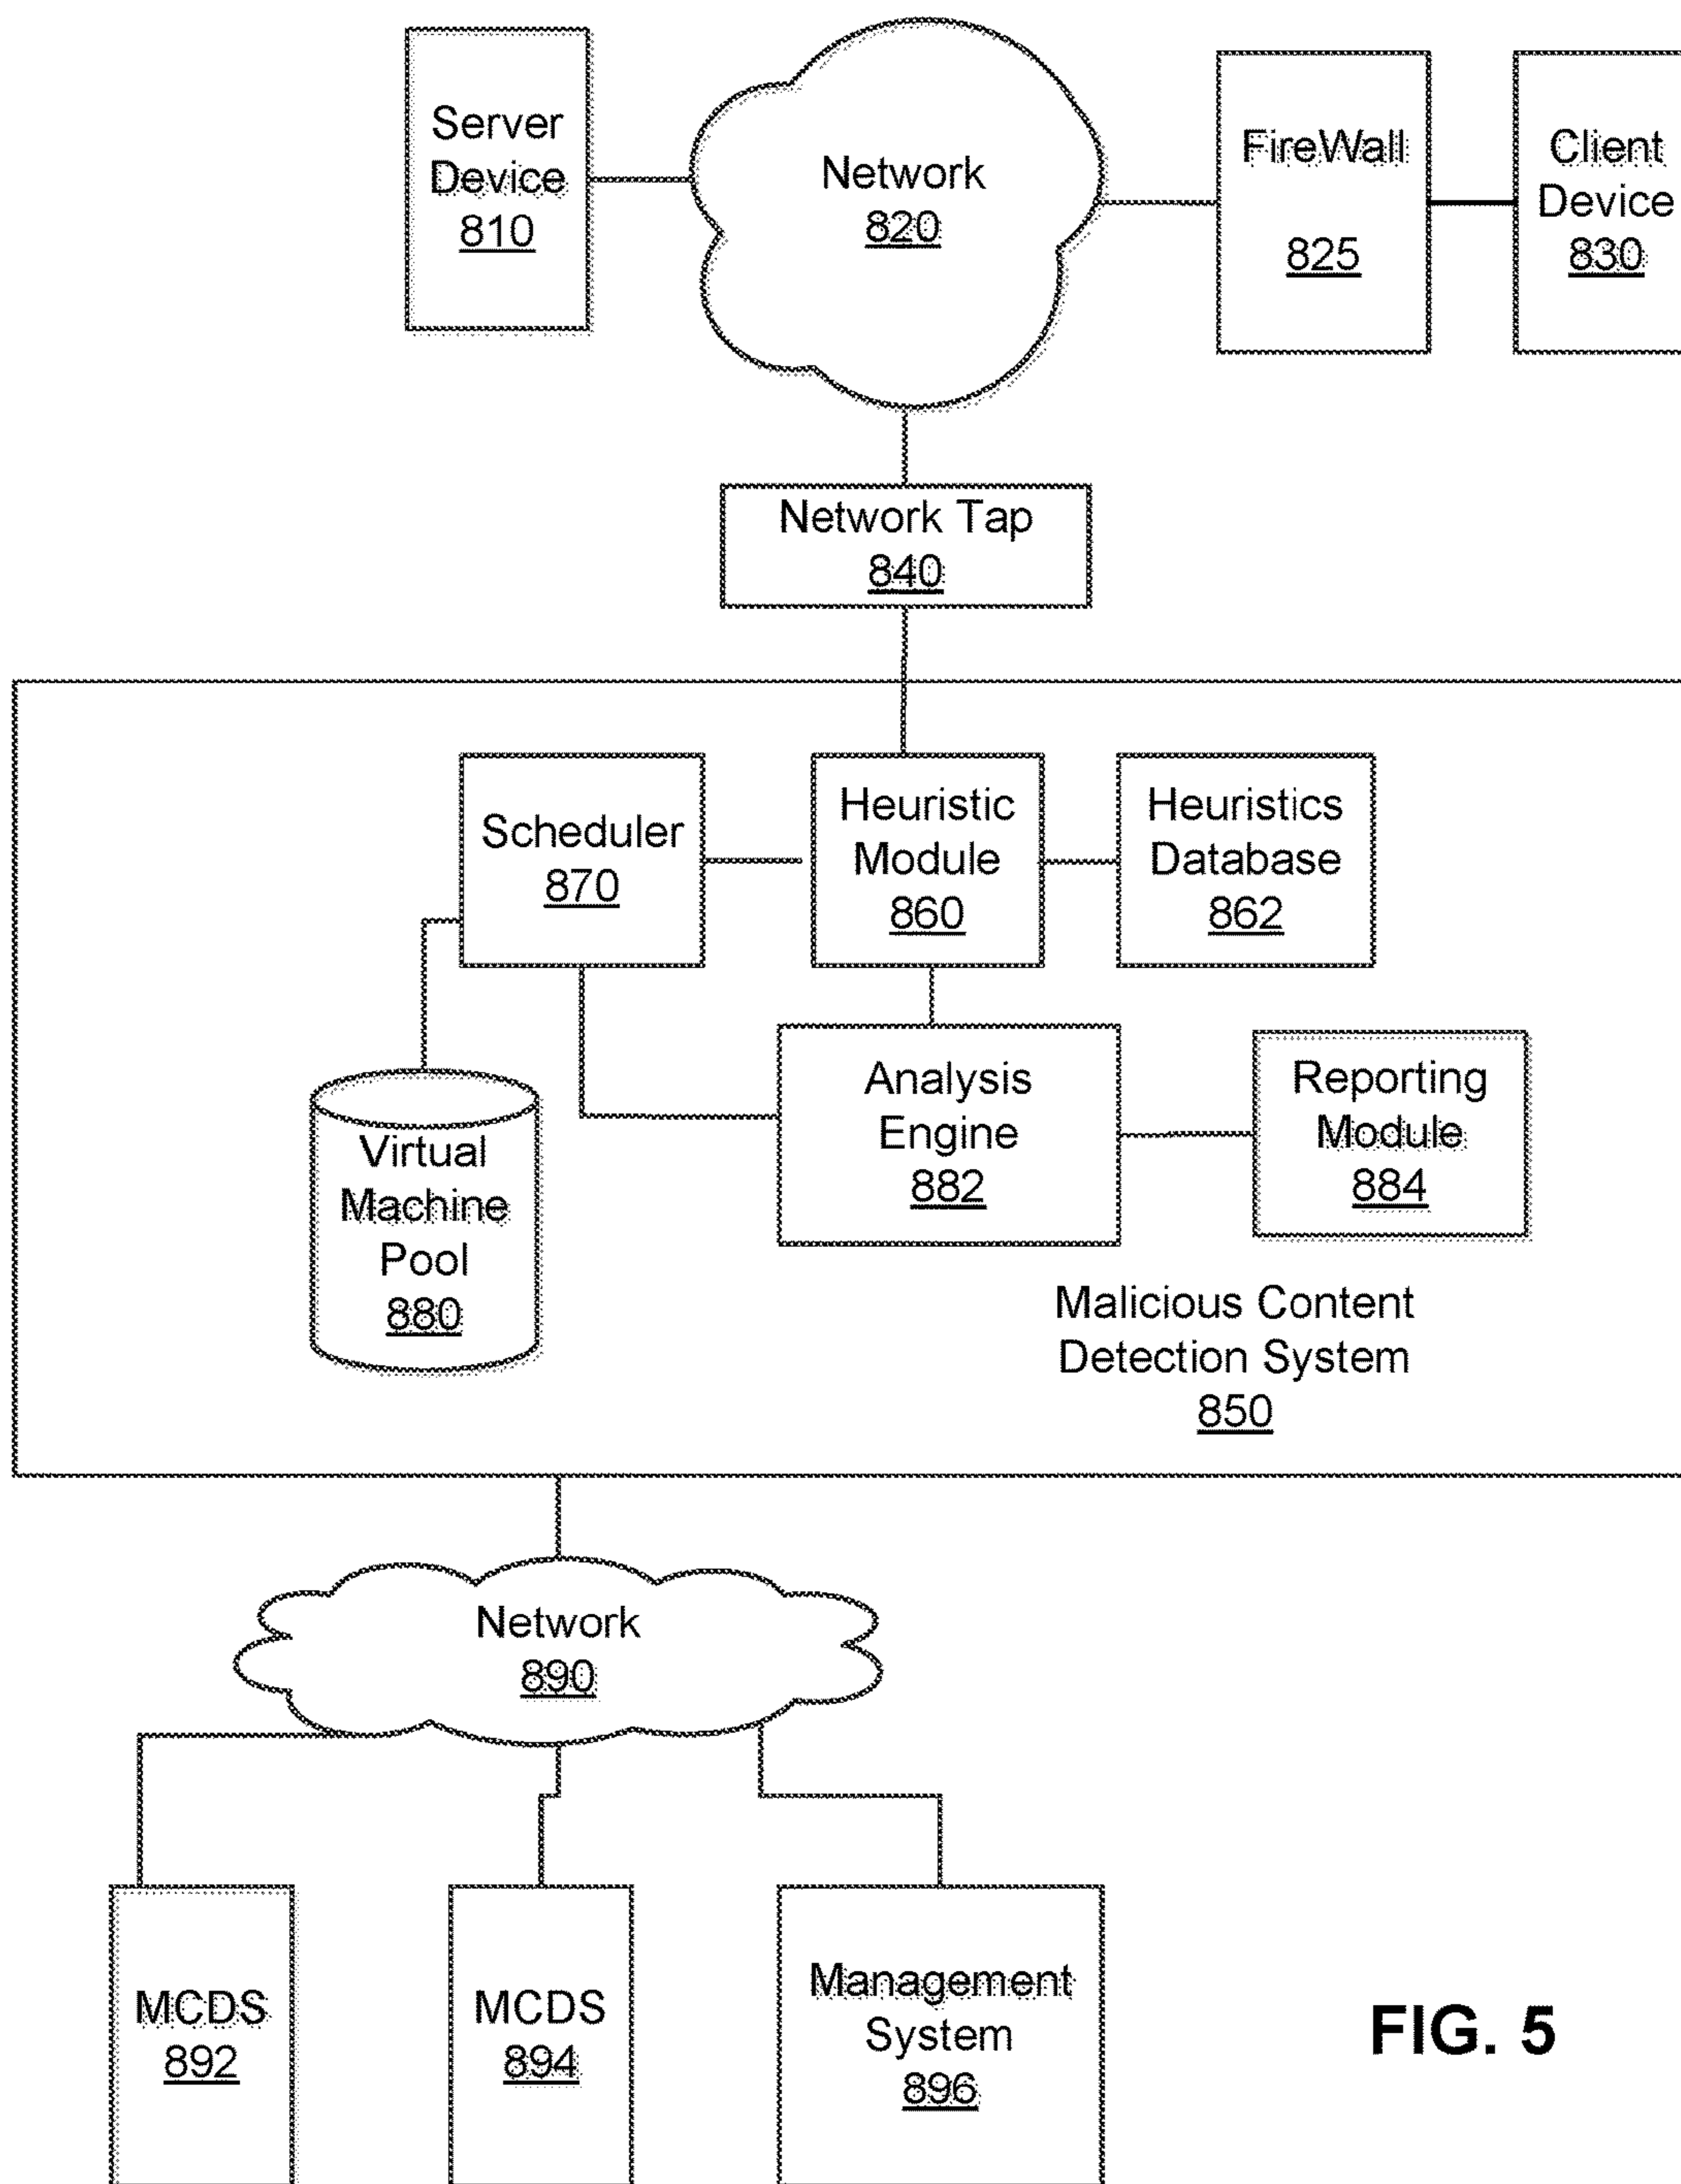 Server
Device
810
Network
820
FireWall
825
Client
Device
830
Network Tap
840
Scheduler
870
Heuristic
Module
860
Heuristics
Database
862
Virtual
Machine
Pool
880
Analysis
Engine
882
Reporting
Module
884
Malicious Content
Detection System
850
Network
890
MCDS
892
MCDS
894
Management
System
896
FIG. 5